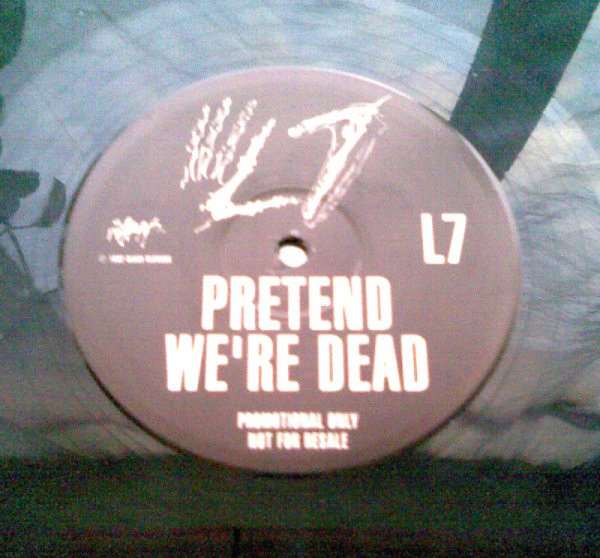 L7
L7
PRETEND
WE'RE DEAD
PROMOTIONAL ONLY
NOT FOR RESALE